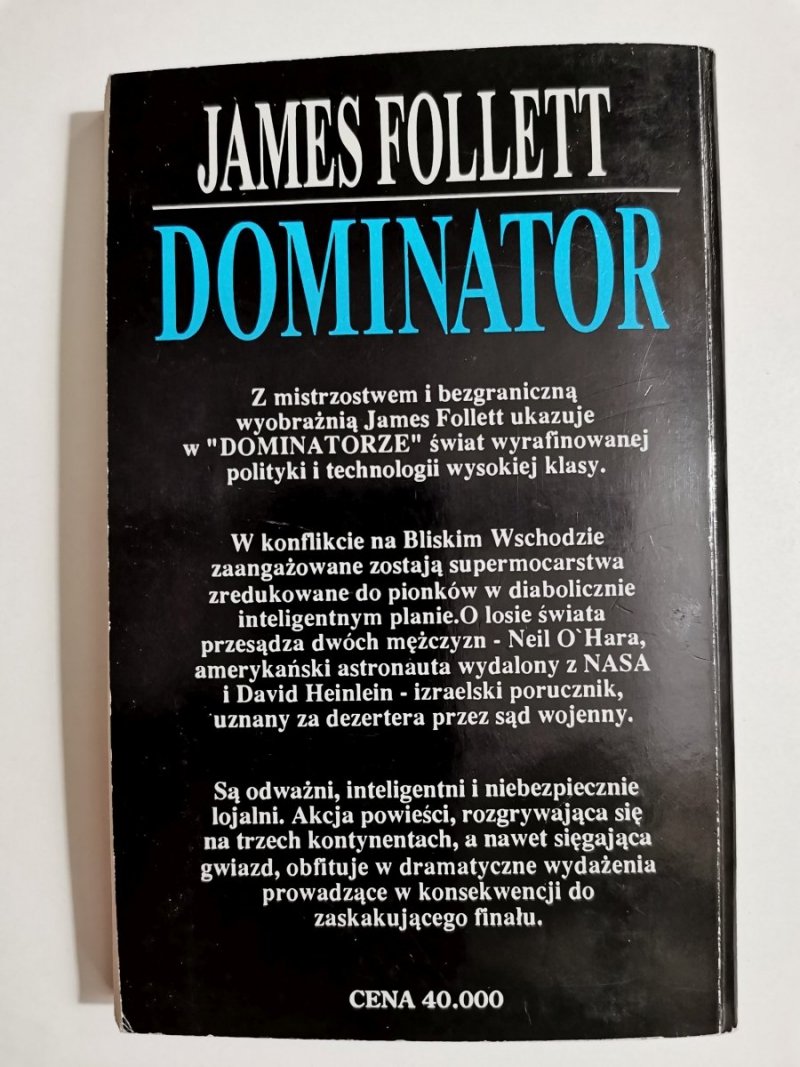 JAMES FOLLETT
DOMINATOR
Z mistrzostwem i bezgraniczną
wyobraźnią James Follett ukazuje
w "DOMINATORZE" świat wyrafinowanej
polityki i technologii wysokiej klasy.
W konflikcie na Bliskim Wschodzie
zaangażowane zostają supermocarstwa
zredukowane do pionków w diabolicznie
inteligentnym planie.O losie świata
przesądza dwóch mężczyzn - Neil O`Hara,
amerykański astronauta wydalony z NASA
i David Heinlein - izraelski porucznik,
uznany za dezertera przez sąd wojenny.
Są odważni, inteligentni i niebezpiecznie
lojalni. Akcja powieści, rozgrywająca się
na trzech kontynentach, a nawet sięgająca
gwiazd, obfituje w dramatyczne wydażenia
prowadzące w konsekwencji do
zaskakującego finału.
CENA 40.000